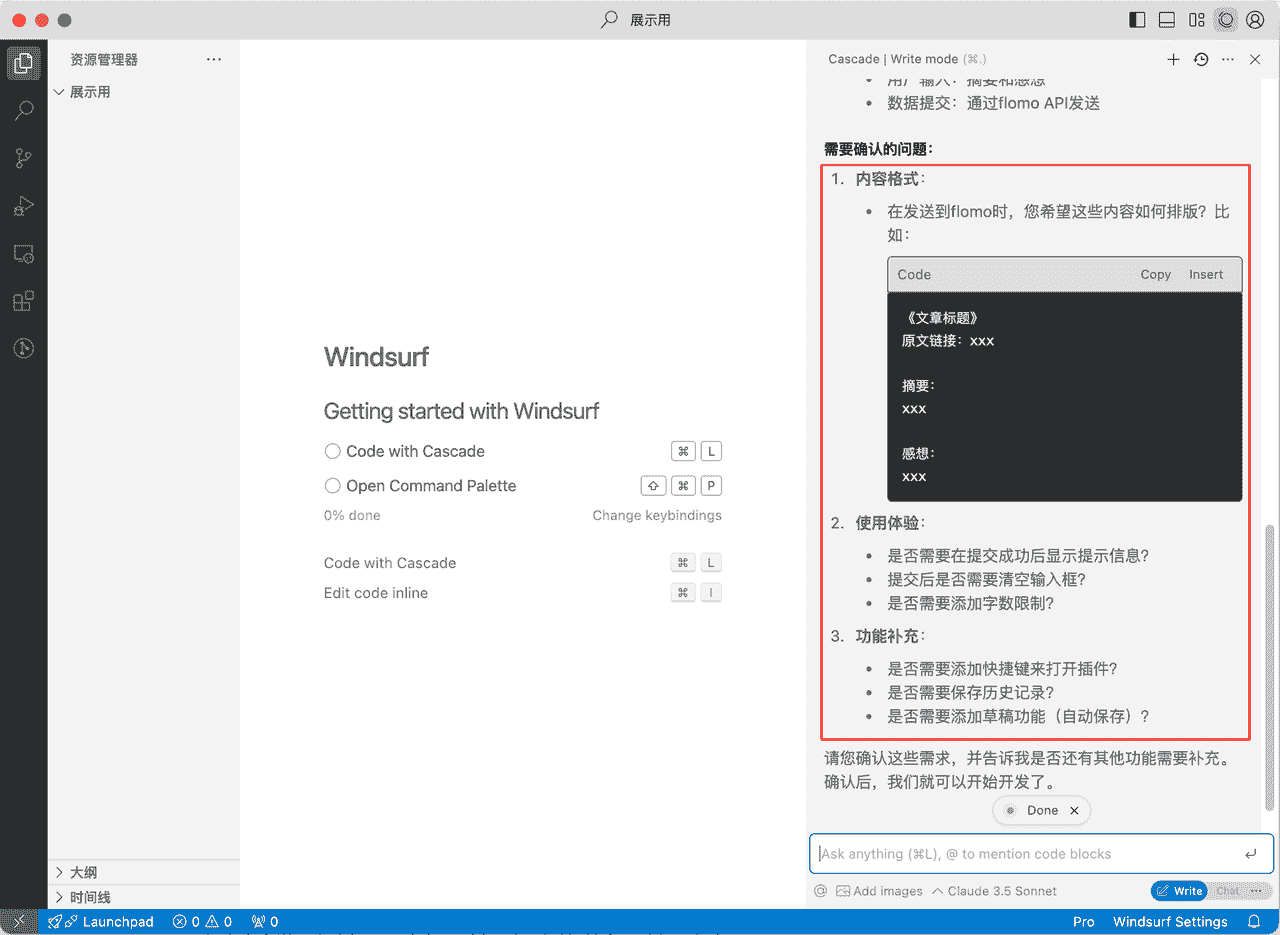 展示用
资源管理器
展示用
大纲
时间线
Windsurf
Getting started with Windsurf
Code with Cascade ⌘ L
Open Command Palette ⇧ ⌘ P
0% done Change keybindings
Code with Cascade ⌘ L
Edit code inline ⌘ I
Cascade | Write mode (⌘.)
• 用户输入：摘要和感想
• 数据提交：通过flomo API发送
需要确认的问题：
1. 内容格式：
• 在发送到flomo时，您希望这些内容如何排版？比
如：
Code Copy Insert
《文章标题》
原文链接：xxx
摘要：
xxx
感想：
xxx
2. 使用体验：
• 是否需要在提交成功后显示提示信息？
• 提交后是否需要清空输入框？
• 是否需要添加字数限制？
3. 功能补充：
• 是否需要添加快捷键来打开插件？
• 是否需要保存历史记录？
• 是否需要添加草稿功能（自动保存）？
请您确认这些需求，并告诉我是否还有其他功能需要补充。
确认后，我们就可以开始开发了。
Done
Ask anything (⌘L), @ to mention code blocks
Add images Claude 3.5 Sonnet Write Chat
Launchpad 0 0 0 Pro Windsurf Settings